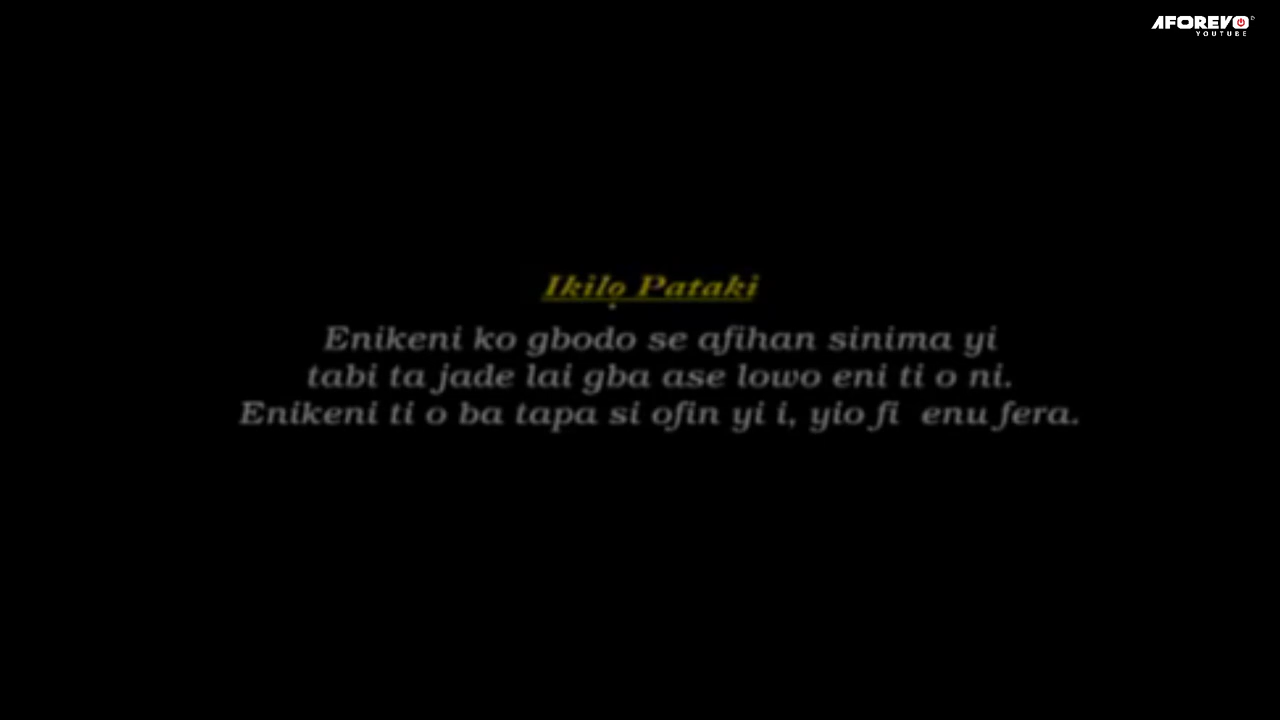 AFOREVO
YOUTUBE
Ikilọ Pataki
Enikeni ko gbodo se afihan sinima yi
tabi ta jade lai gba ase lowo eni ti o ni.
Enikeni ti o ba tapa si ofin yi i, yio fi enu fera.